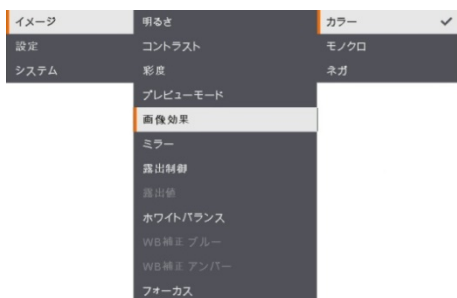 イメージ
設定
システム
明るさ
コントラスト
彩度
プレビューモード
画像効果
ミラー
露出制御
露出値
ホワイトバランス
WB補正 ブルー
WB補正 アンバー
フォーカス
カラー
モノクロ
ネガ